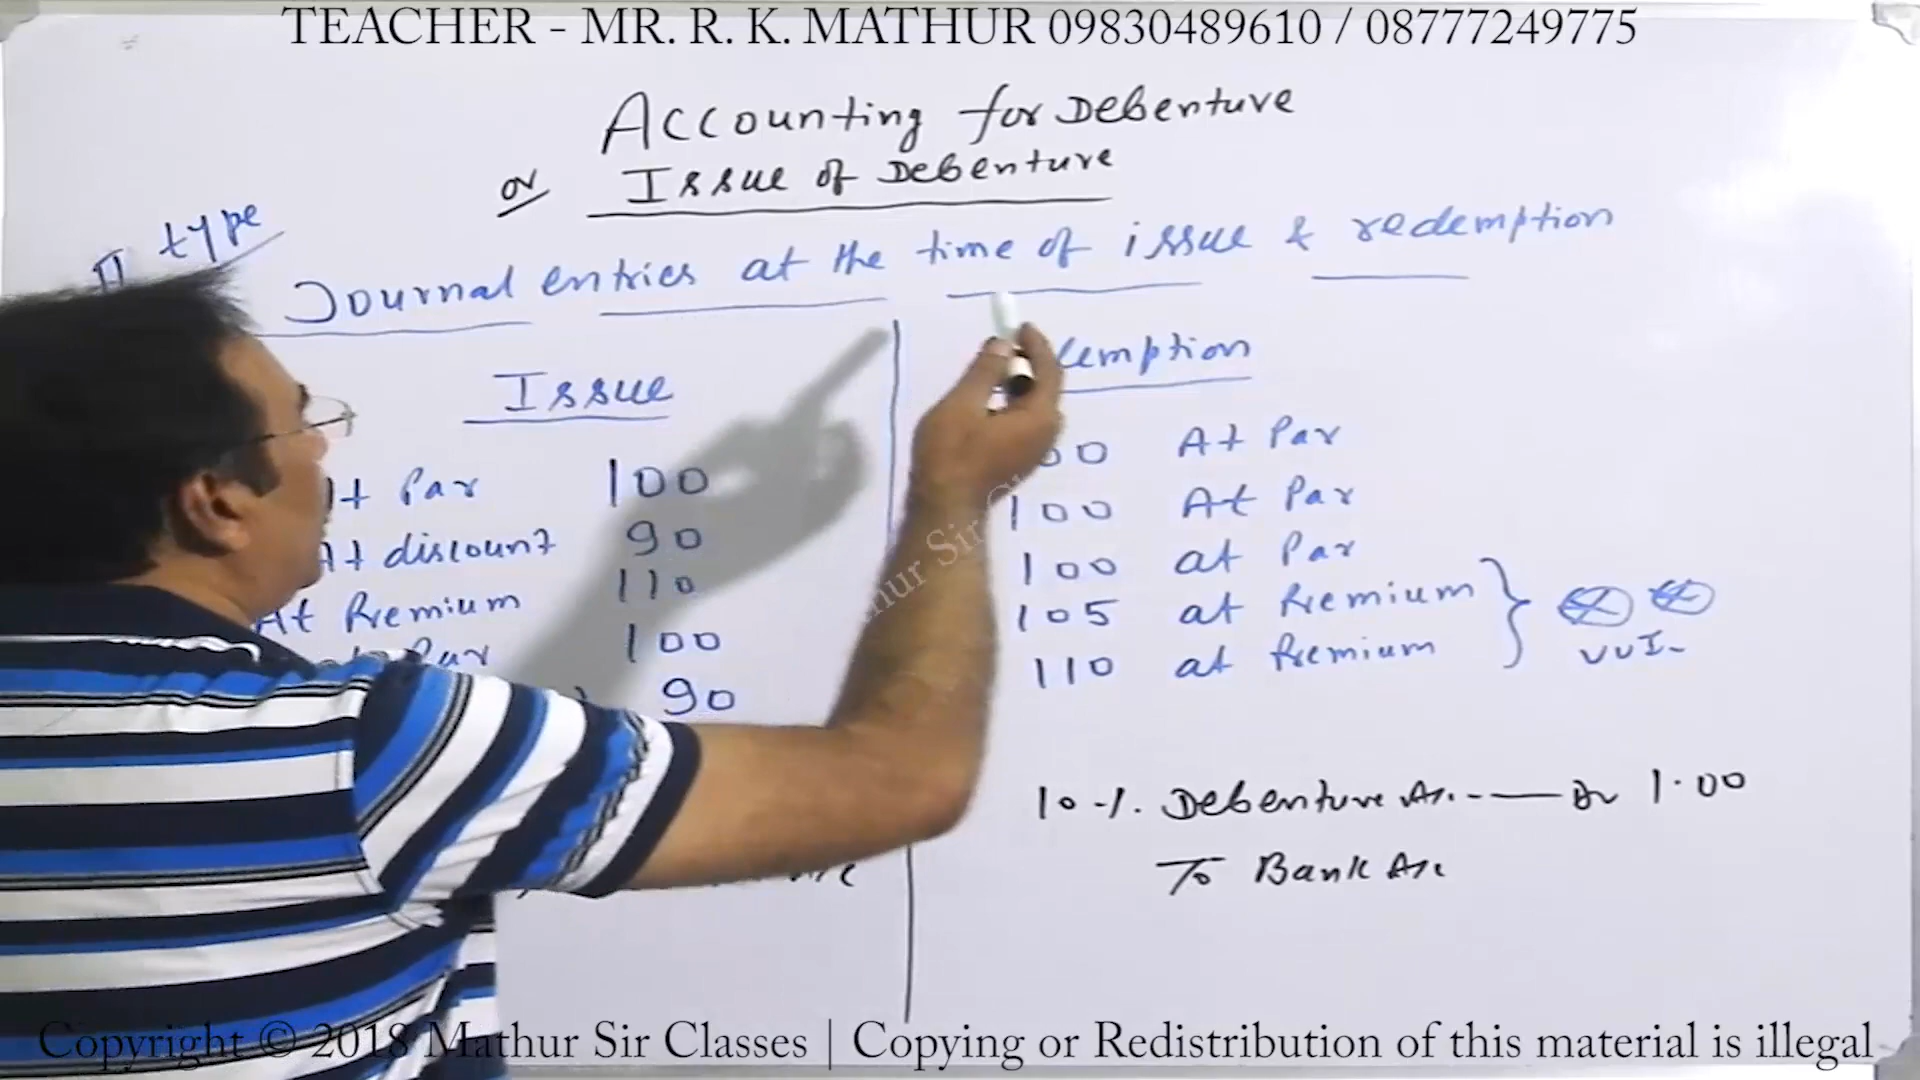 TEACHER - MR. R. K. MATHUR 09830489610 / 08777249775
Accounting for Debenture
or Issue of Debenture
II type
Journal entries at the time of issue & redemption
Issue
At Par 100
At discount 90
At Premium 110
Par 100
90
emption
00 At Par
100 At Par
100 at Par
105 at Premium
110 at Premium
VVI-
10-1. Debenture A/c. — Dr 1.00
To Bank A/c
Copyright © 2018 Mathur Sir Classes | Copying or Redistribution of this material is illegal